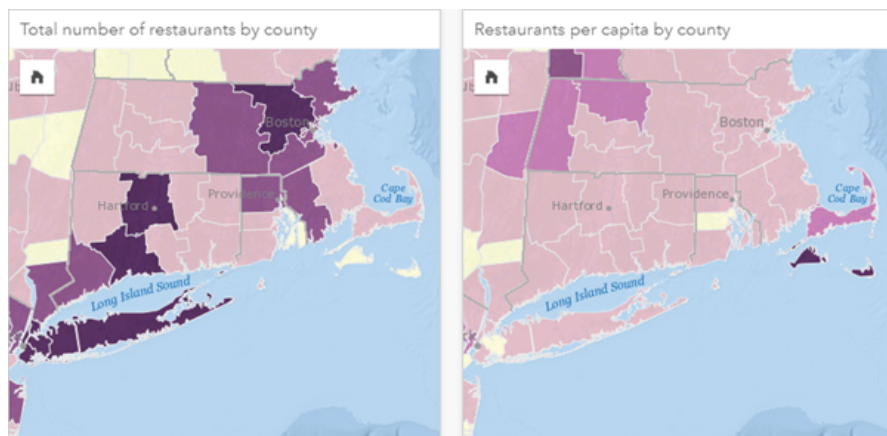 Total number of restaurants by county
Boston
Providence
Hartford
Cape
Cod Bay
Long Island Sound
Restaurants per capita by county
Boston
Providence
Hartford
Cape
Cod Bay
Long Island Sound